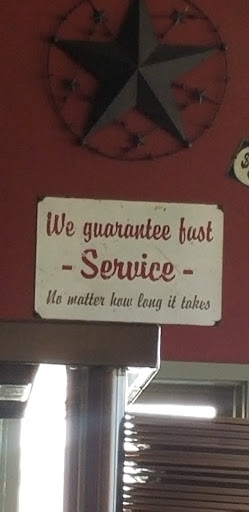 We guarantee fast
- Service -
No matter how long it takes